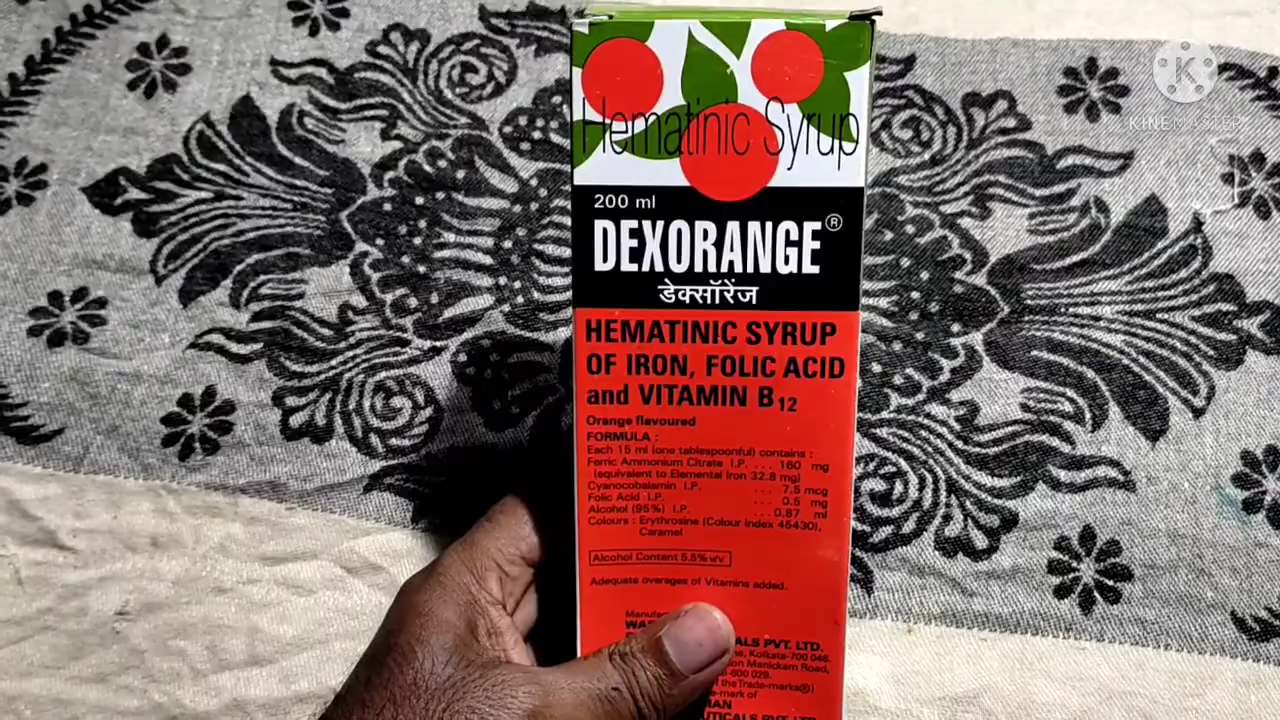 KINEMASTER
Hematinic Syrup
200 ml
DEXORANGE®
डेक्सॉरेंज
HEMATINIC SYRUP
OF IRON, FOLIC ACID
and VITAMIN B12
Orange flavoured
FORMULA :
Each 15 ml (one tablespoonful) contains :
Ferric Ammonium Citrate I.P. ... 160 mg
(equivalent to Elemental Iron 32.8 mg)
Cyanocobalamin I.P. ... 7.5 mcg
Folic Acid I.P. ... 0.5 mg
Alcohol (95%) I.P. ... 0.87 ml
Colours : Erythrosine (Colour Index 45430),
Caramel
Alcohol Content 5.5% v/v
Adequate overages of Vitamins added.
ALS PVT. LTD.
Kolkata-700 046.
Manickam Road,
-600 029.
of the Trade-marks®)